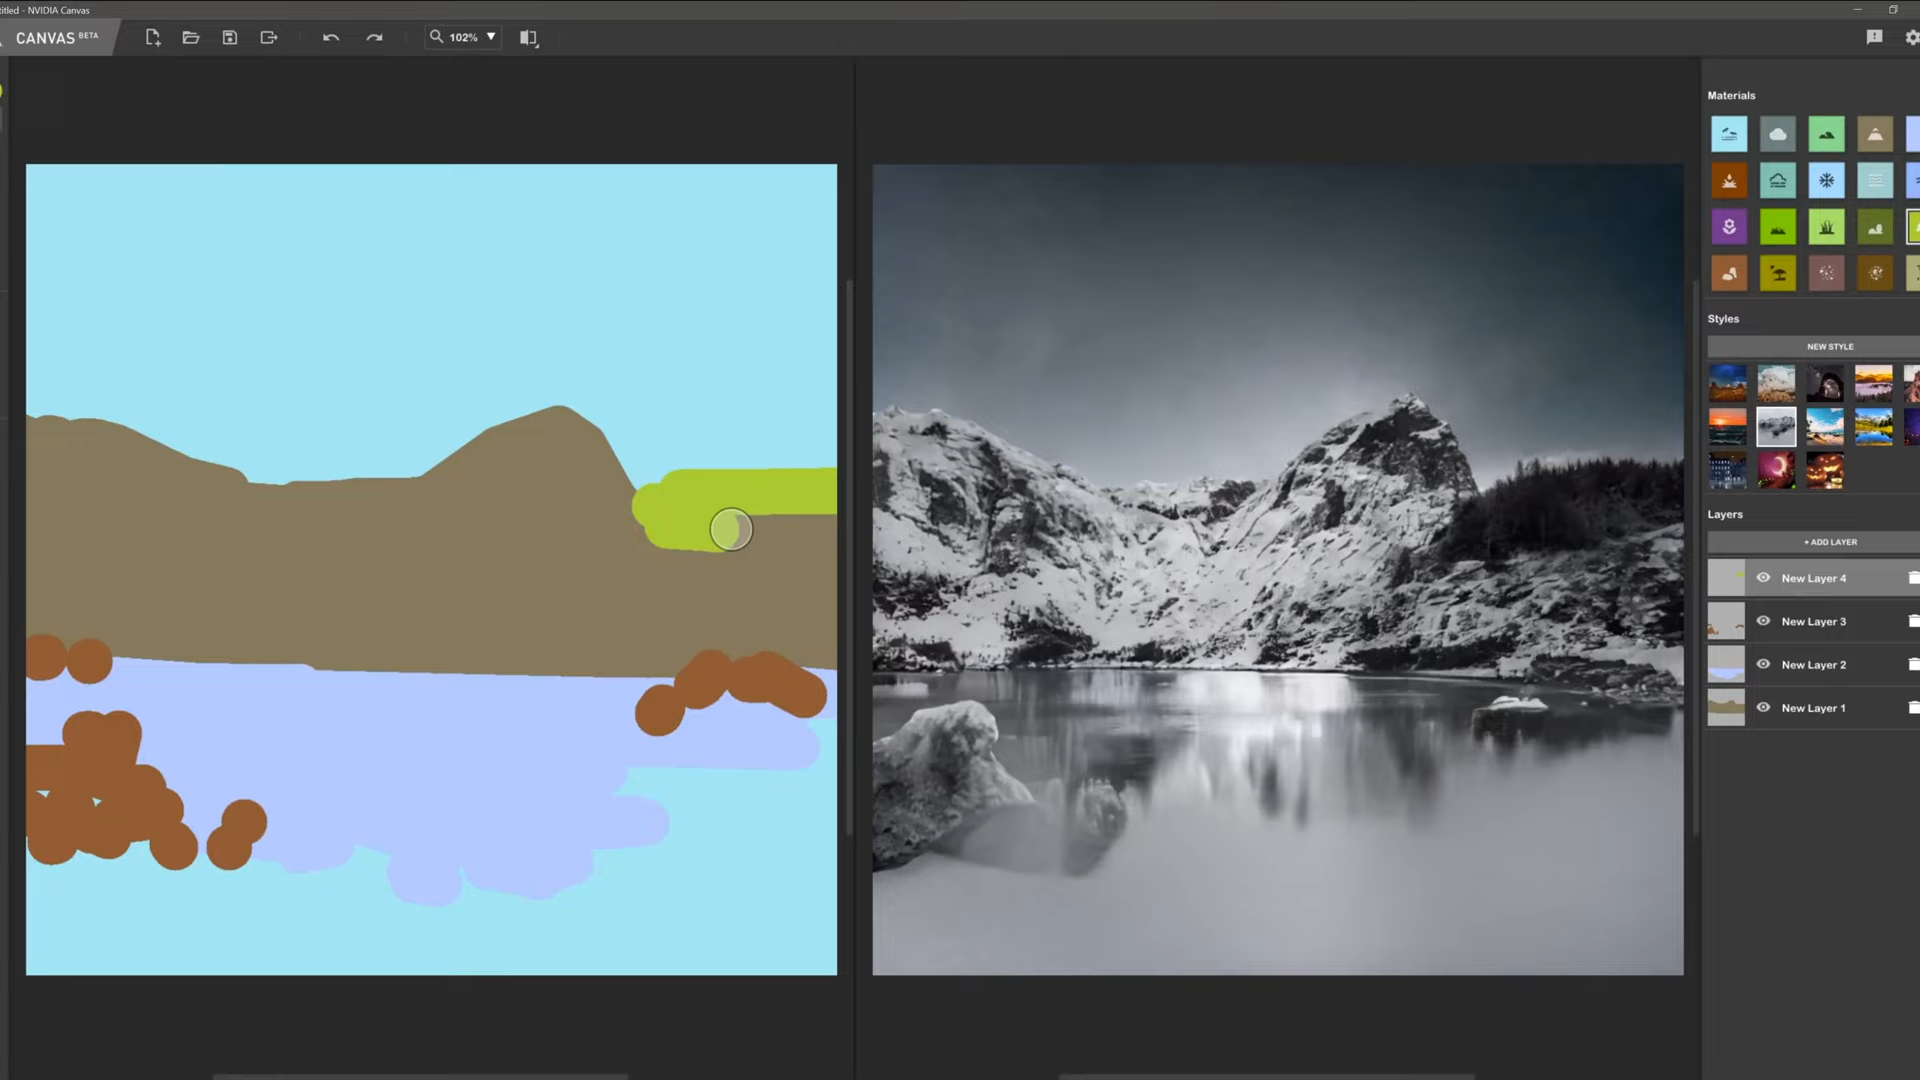 titled - NVIDIA Canvas
CANVAS BETA
102%
Materials
Styles
NEW STYLE
Layers
+ ADD LAYER
New Layer 4
New Layer 3
New Layer 2
New Layer 1